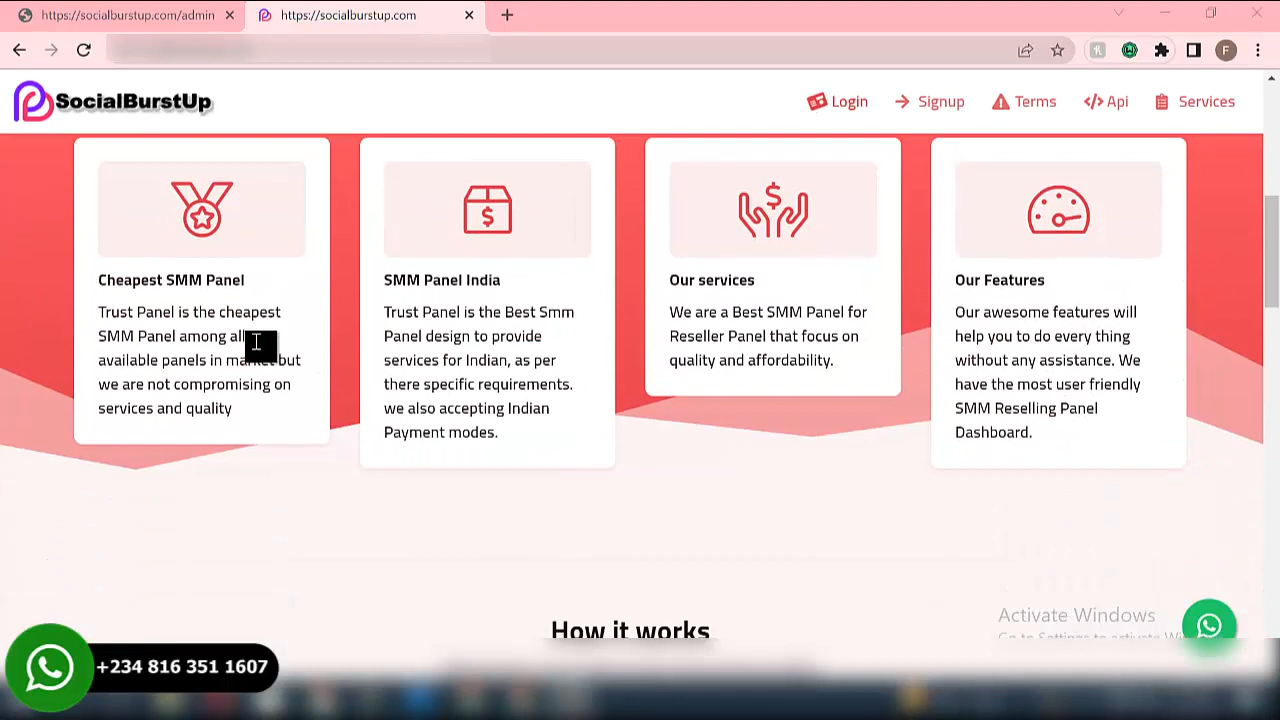 https://socialburstup.com/admin
https://socialburstup.com
F
SocialBurstUp
Login
Signup
Terms
Api
Services
Cheapest SMM Panel
Trust Panel is the cheapest
SMM Panel among all
available panels in market but
we are not compromising on
services and quality
SMM Panel India
Trust Panel is the Best Smm
Panel design to provide
services for Indian, as per
there specific requirements.
we also accepting Indian
Payment modes.
Our services
We are a Best SMM Panel for
Reseller Panel that focus on
quality and affordability.
Our Features
Our awesome features will
help you to do every thing
without any assistance. We
have the most user friendly
SMM Reselling Panel
Dashboard.
How it works
Activate Windows
Go to Settings to activate
+234 816 351 1607